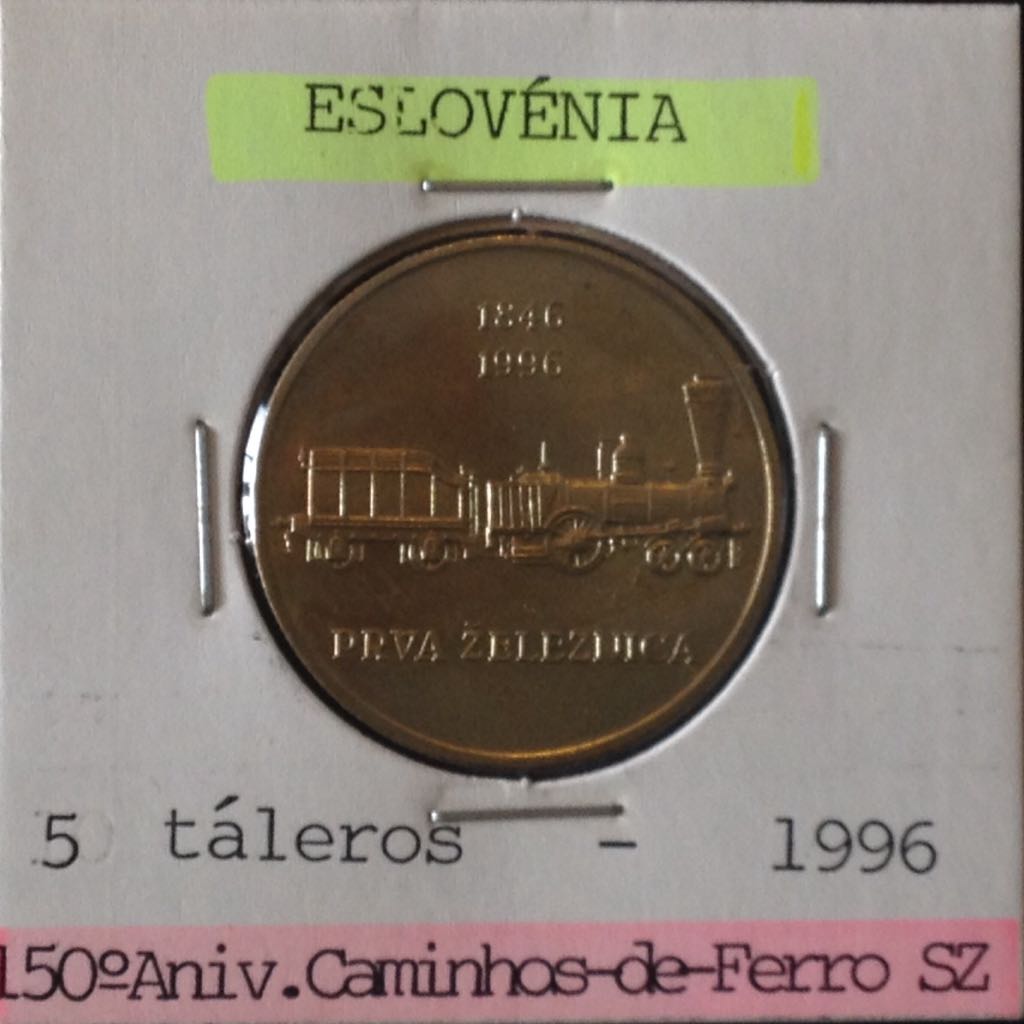 ESLOVÉNIA
1846
1996
PRVA ŽELEZNICA
5 táleros - 1996
150ºAniv.Caminhos-de-Ferro SZ